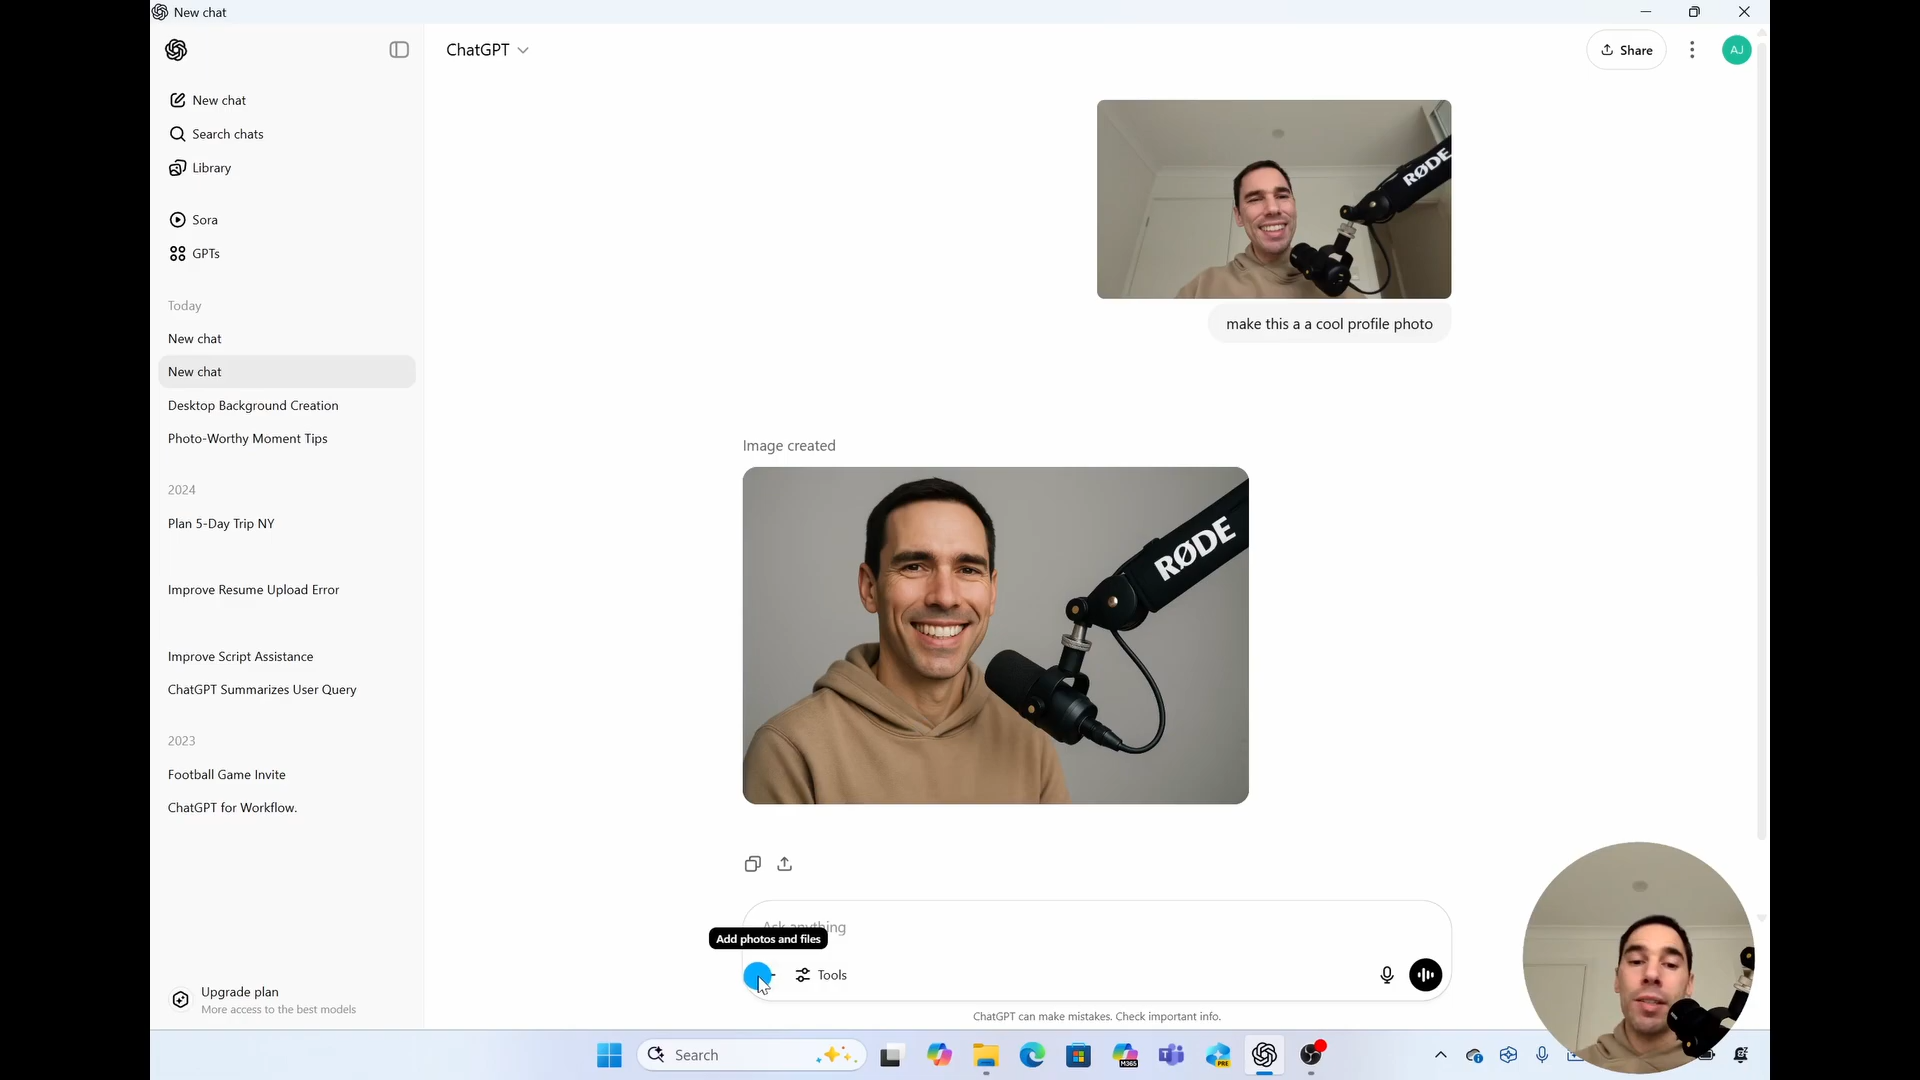 New chat
ChatGPT
Share
AJ
New chat
Search chats
Library
Sora
GPTs
Today
New chat
New chat
Desktop Background Creation
Photo-Worthy Moment Tips
2024
Plan 5-Day Trip NY
Improve Resume Upload Error
Improve Script Assistance
ChatGPT Summarizes User Query
2023
Football Game Invite
ChatGPT for Workflow.
Upgrade plan
More access to the best models
RØDE
make this a a cool profile photo
Image created
RØDE
Ask anything
Add photos and files
Tools
ChatGPT can make mistakes. Check important info.
Search
M365
PRE